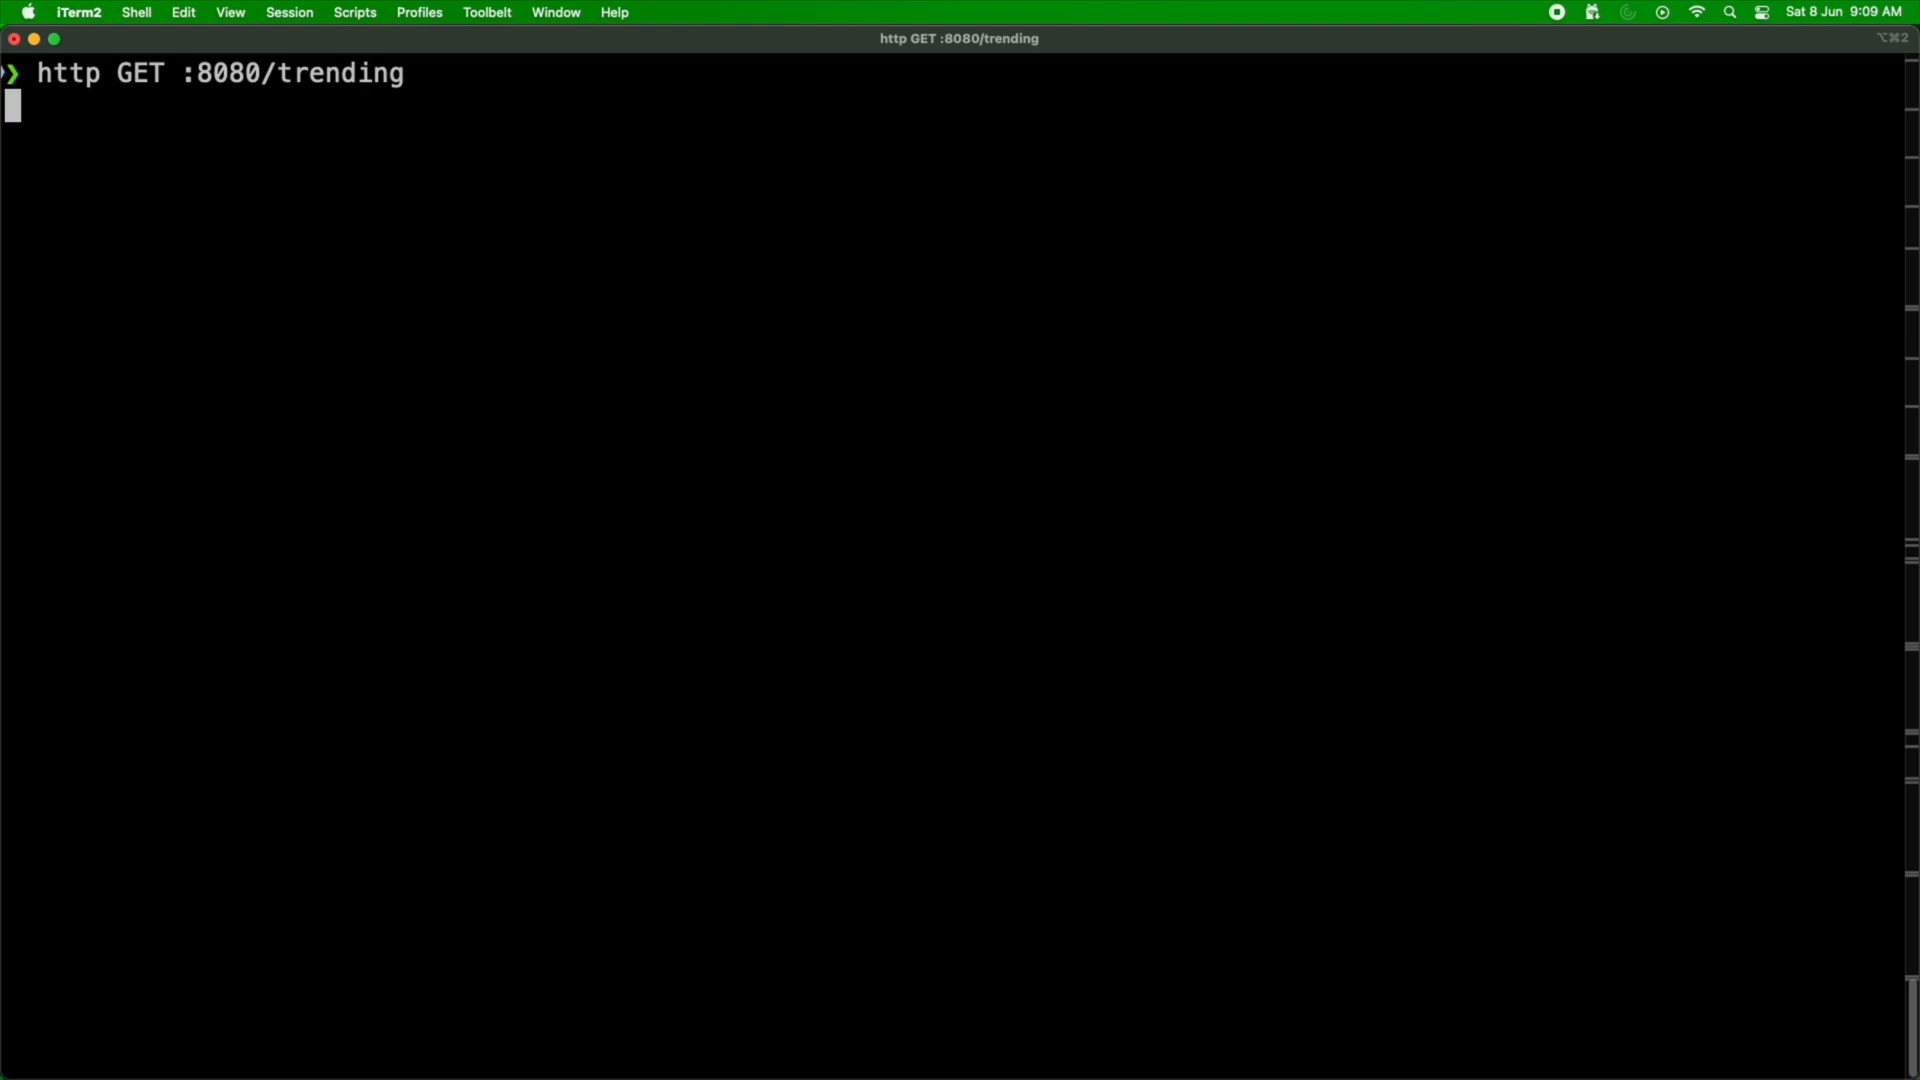 iTerm2 Shell Edit View Session Scripts Profiles Toolbelt Window Help Sat 8 Jun 9:09 AM
http GET :8080/trending ⌥⌘2
❯ http GET :8080/trending